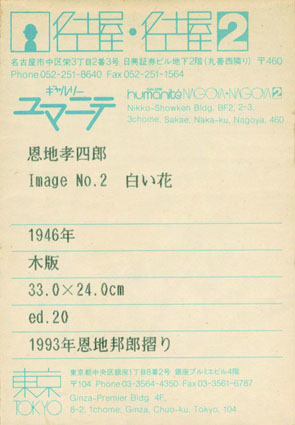 名古屋・名古屋2
名古屋市中区栄3丁目2番3号 日興証券ビル地下2階(丸善西隣り) 〒460
Phone 052-251-8640 Fax 052-251-1564
ギャルリー
ユマニテ
humanité NAGOYA・NAGOYA2
Nikko-Showken Bldg. BF2, 2-3,
3chome, Sakae, Naka-ku, Nagoya, 460
恩地孝四郎
Image No.2 白い花
1946年
木版
33.0×24.0cm
ed.20
1993年恩地邦郎摺り
東京
TOKYO
東京都中央区銀座1丁目8番2号 銀座プルミエビル4階
〒104 Phone 03-3564-4350 Fax 03-3561-6787
Ginza-Premier Bldg. 4F,
8-2, 1chome, Ginza, Chuo-ku, Tokyo, 104